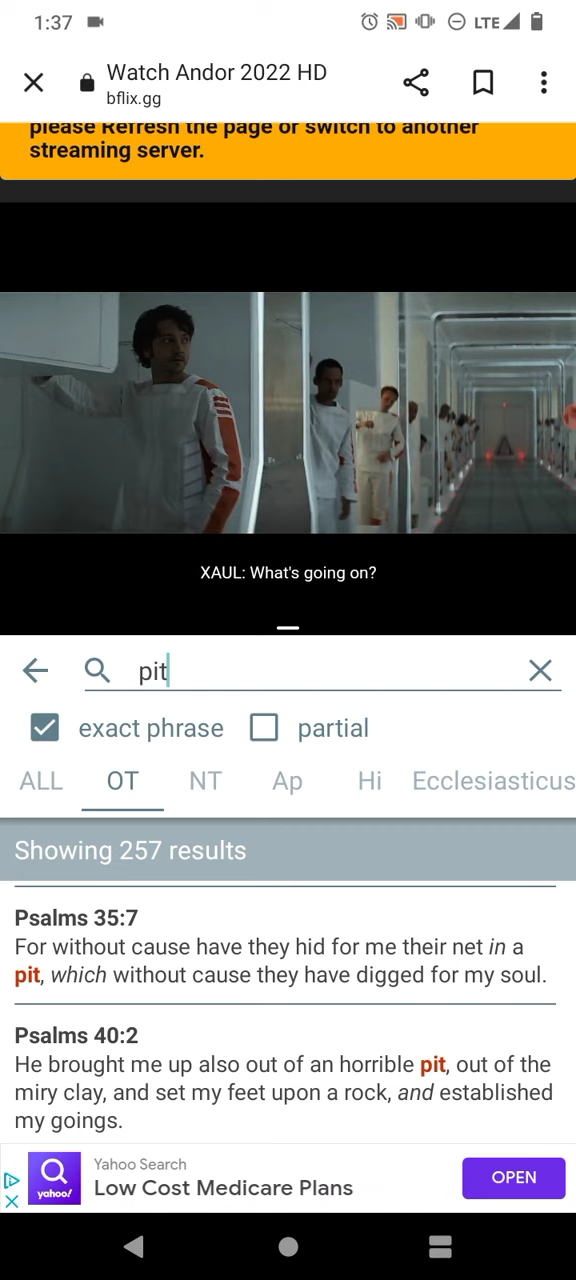 1:37
LTE
Watch Andor 2022 HD
bflix.gg
please Refresh the page or switch to another
streaming server.
XAUL: What's going on?
pit
exact phrase
partial
ALL OT NT Ap Hi Ecclesiasticus
Showing 257 results
Psalms 35:7
For without cause have they hid for me their net in a
pit, which without cause they have digged for my soul.
Psalms 40:2
He brought me up also out of an horrible pit, out of the
miry clay, and set my feet upon a rock, and established
my goings.
yahoo!
Yahoo Search
Low Cost Medicare Plans
OPEN